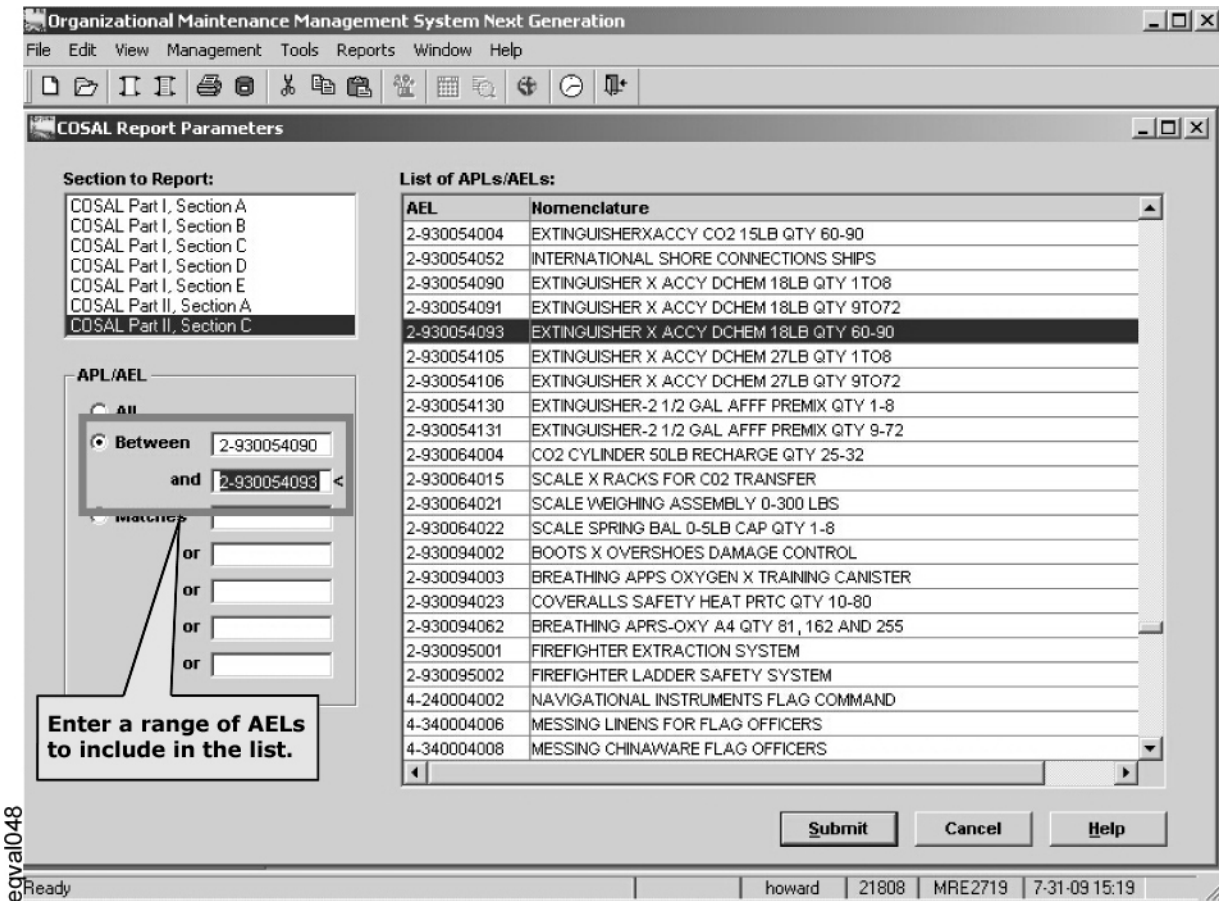 Organizational Maintenance Management System Next Generation
File Edit View Management Tools Reports Window Help
COSAL Report Parameters
Section to Report:
COSAL Part I, Section A
COSAL Part I, Section B
COSAL Part I, Section C
COSAL Part I, Section D
COSAL Part I, Section E
COSAL Part II, Section A
COSAL Part II, Section C
APL/AEL
All
Between 2-930054090
and 2-930054093 <
Matches
or
or
or
or
Enter a range of AELs
to include in the list.
List of APLs/AELs:
AEL Nomenclature
2-930054004 EXTINGUISHERXACCY CO2 15LB QTY 60-90
2-930054052 INTERNATIONAL SHORE CONNECTIONS SHIPS
2-930054090 EXTINGUISHER X ACCY DCHEM 18LB QTY 1TO8
2-930054091 EXTINGUISHER X ACCY DCHEM 18LB QTY 9TO72
2-930054093 EXTINGUISHER X ACCY DCHEM 18LB QTY 60-90
2-930054105 EXTINGUISHER X ACCY DCHEM 27LB QTY 1TO8
2-930054106 EXTINGUISHER X ACCY DCHEM 27LB QTY 9TO72
2-930054130 EXTINGUISHER-2 1/2 GAL AFFF PREMIX QTY 1-8
2-930054131 EXTINGUISHER-2 1/2 GAL AFFF PREMIX QTY 9-72
2-930064004 CO2 CYLINDER 50LB RECHARGE QTY 25-32
2-930064015 SCALE X RACKS FOR C02 TRANSFER
2-930064021 SCALE WEIGHING ASSEMBLY 0-300 LBS
2-930064022 SCALE SPRING BAL 0-5LB CAP QTY 1-8
2-930094002 BOOTS X OVERSHOES DAMAGE CONTROL
2-930094003 BREATHING APPS OXYGEN X TRAINING CANISTER
2-930094023 COVERALLS SAFETY HEAT PRTC QTY 10-80
2-930094062 BREATHING APRS-OXY A4 QTY 81, 162 AND 255
2-930095001 FIREFIGHTER EXTRACTION SYSTEM
2-930095002 FIREFIGHTER LADDER SAFETY SYSTEM
4-240004002 NAVIGATIONAL INSTRUMENTS FLAG COMMAND
4-340004006 MESSING LINENS FOR FLAG OFFICERS
4-340004008 MESSING CHINAWARE FLAG OFFICERS
Submit Cancel Help
eqval048
Ready howard 21808 MRE2719 7-31-09 15:19